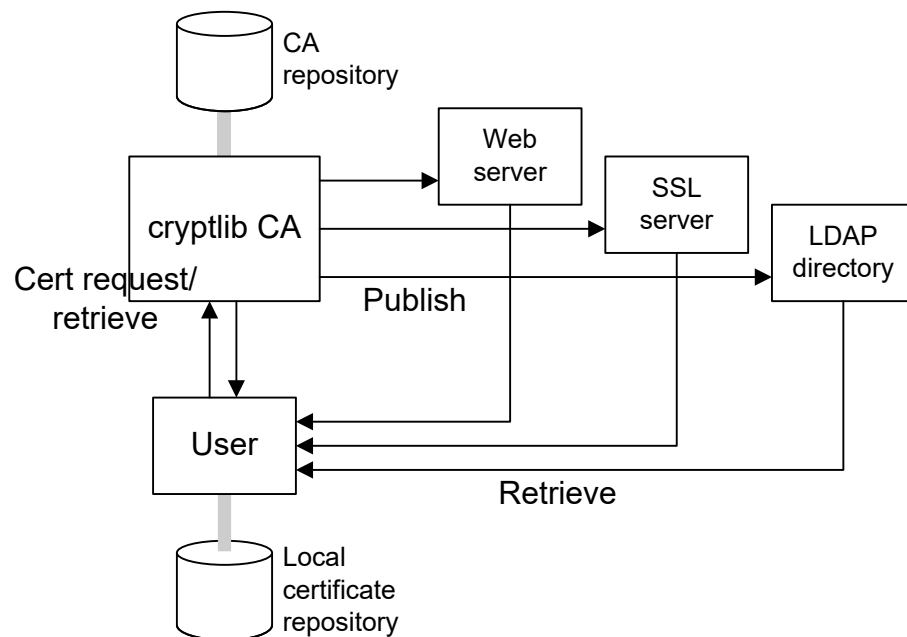 CA
repository
Web
server
cryptlib CA
SSL
server
LDAP
directory
Cert request/
retrieve
Publish
User
Retrieve
Local
certificate
repository